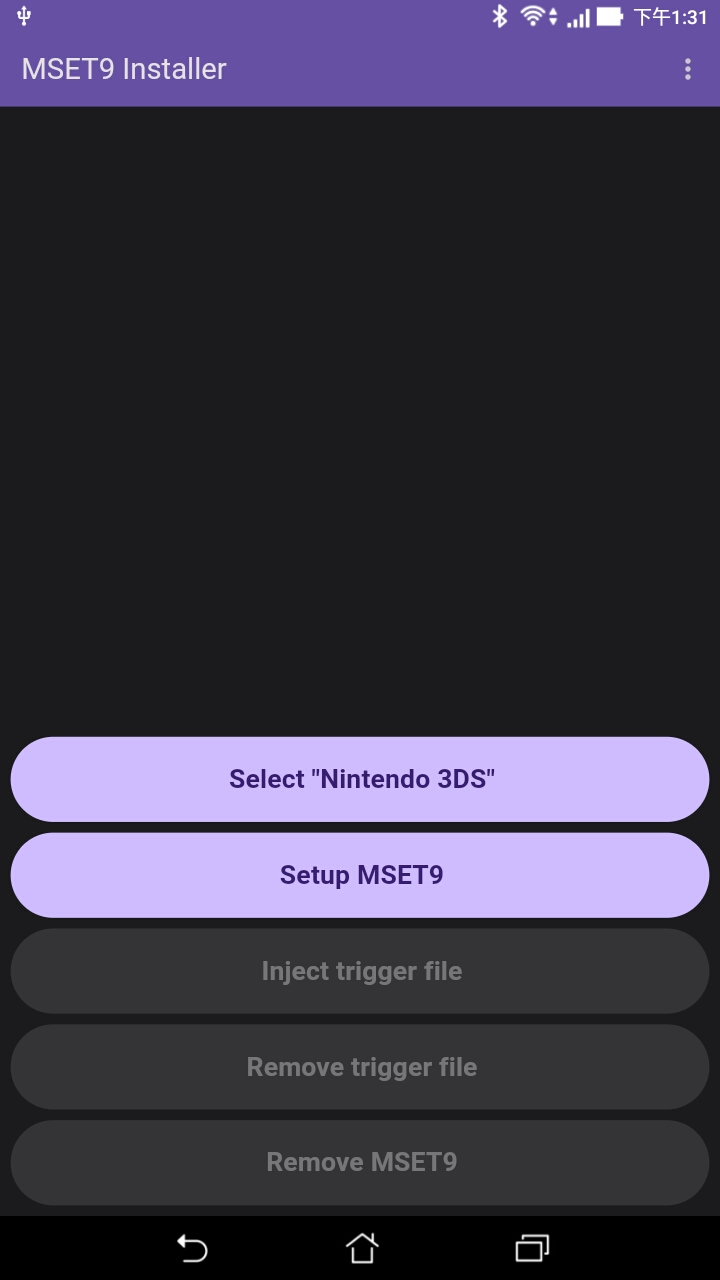 下午1:31
MSET9 Installer
Select "Nintendo 3DS"
Setup MSET9
Inject trigger file
Remove trigger file
Remove MSET9